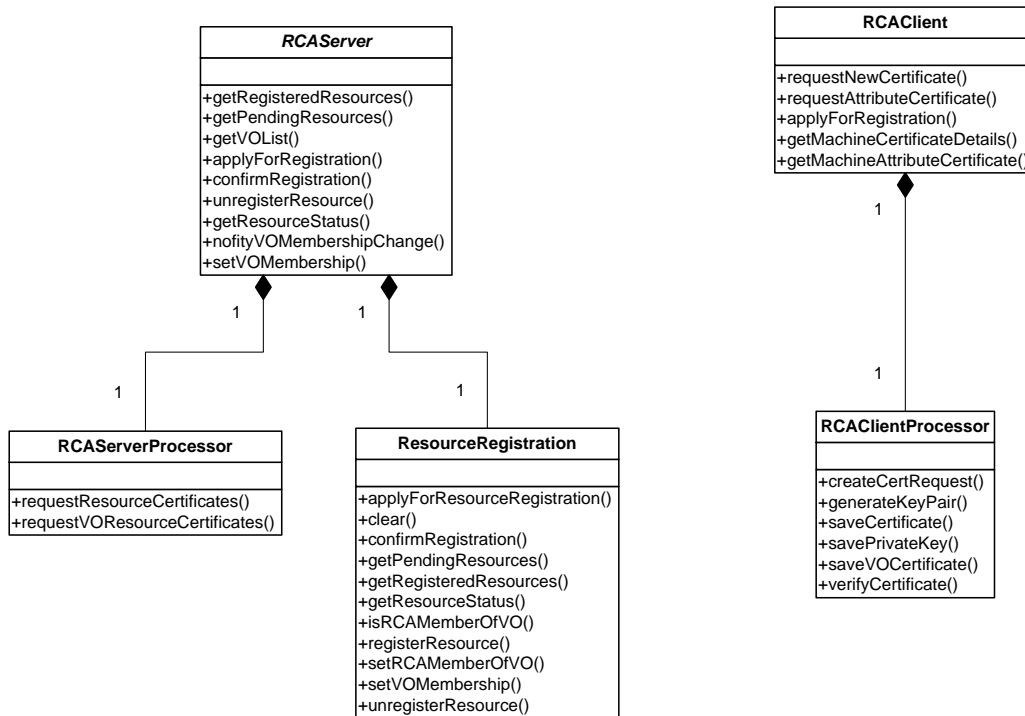 RCAServer
+getRegisteredResources()
+getPendingResources()
+getVOList()
+applyForRegistration()
+confirmRegistration()
+unregisterResource()
+getResourceStatus()
+nofityVOMembershipChange()
+setVOMembership()
RCAClient
+requestNewCertificate()
+requestAttributeCertificate()
+applyForRegistration()
+getMachineCertificateDetails()
+getMachineAttributeCertificate()
1
1
1
1
1
1
RCAServerProcessor
+requestResourceCertificates()
+requestVOResourceCertificates()
ResourceRegistration
+applyForResourceRegistration()
+clear()
+confirmRegistration()
+getPendingResources()
+getRegisteredResources()
+getResourceStatus()
+isRCAMemberOfVO()
+registerResource()
+setRCAMemberOfVO()
+setVOMembership()
+unregisterResource()
RCAClientProcessor
+createCertRequest()
+generateKeyPair()
+saveCertificate()
+savePrivateKey()
+saveVOCertificate()
+verifyCertificate()